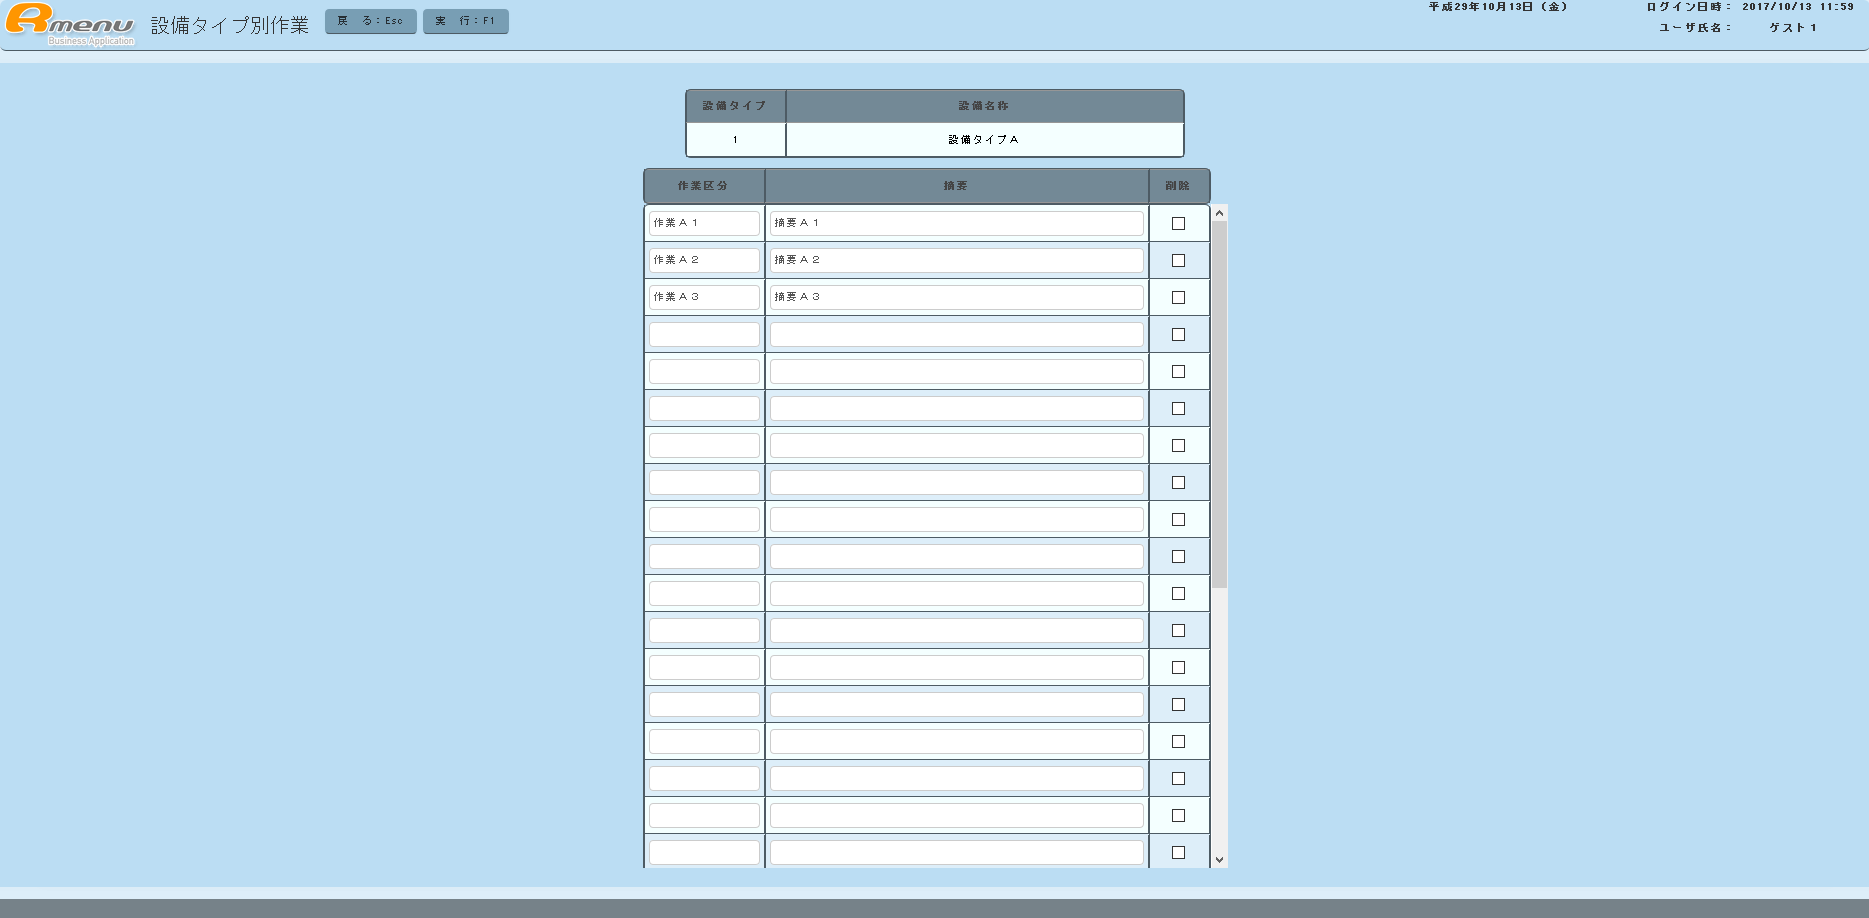 Rmenu
Business Application
設備タイプ別作業
戻　る：Esc
実　行：F1
平成29年10月13日（金）
ログイン日時： 2017/10/13 11:59
ユーザ氏名： ゲスト１
設備タイプ 設備名称
1 設備タイプＡ
作業区分 摘要 削除
作業Ａ１ 摘要Ａ１
作業Ａ２ 摘要Ａ２
作業Ａ３ 摘要Ａ３